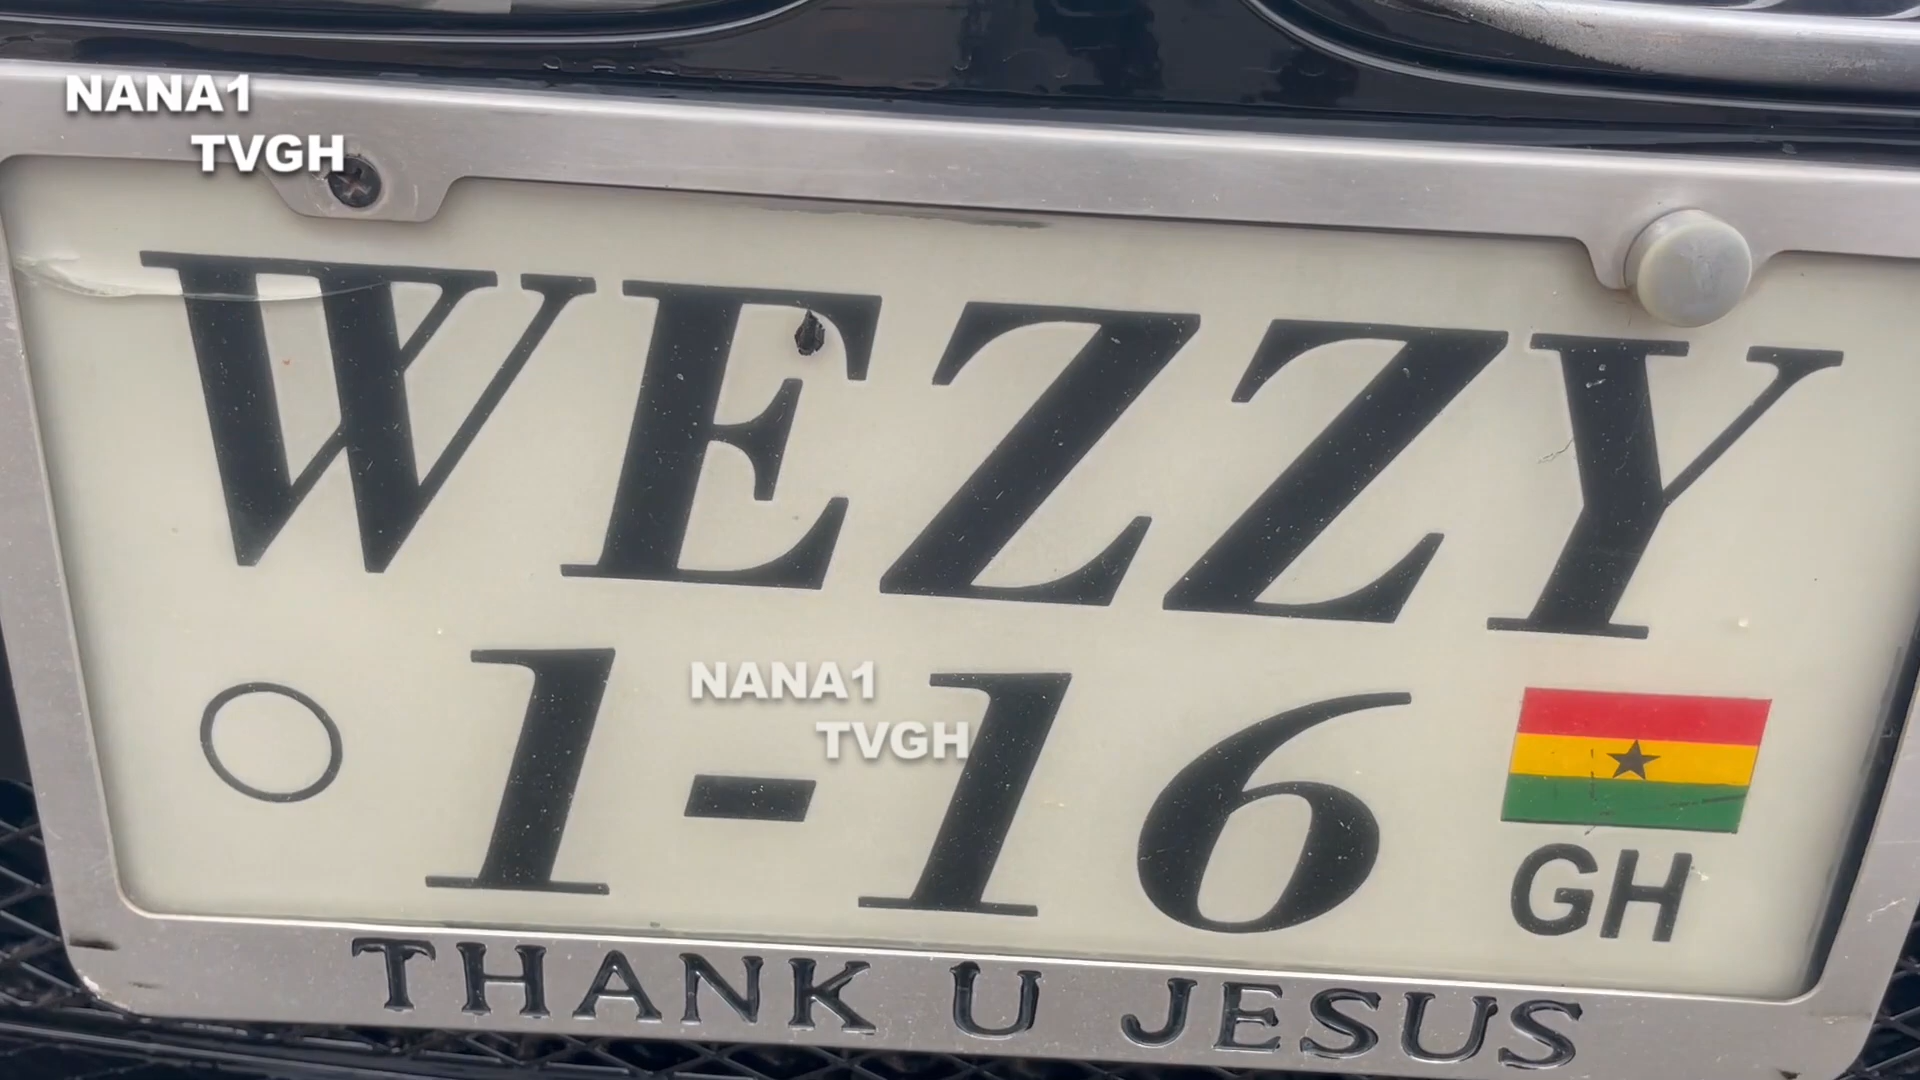 NANA1
TVGH
WEZZY
1-16
NANA1
TVGH
GH
THANK U JESUS